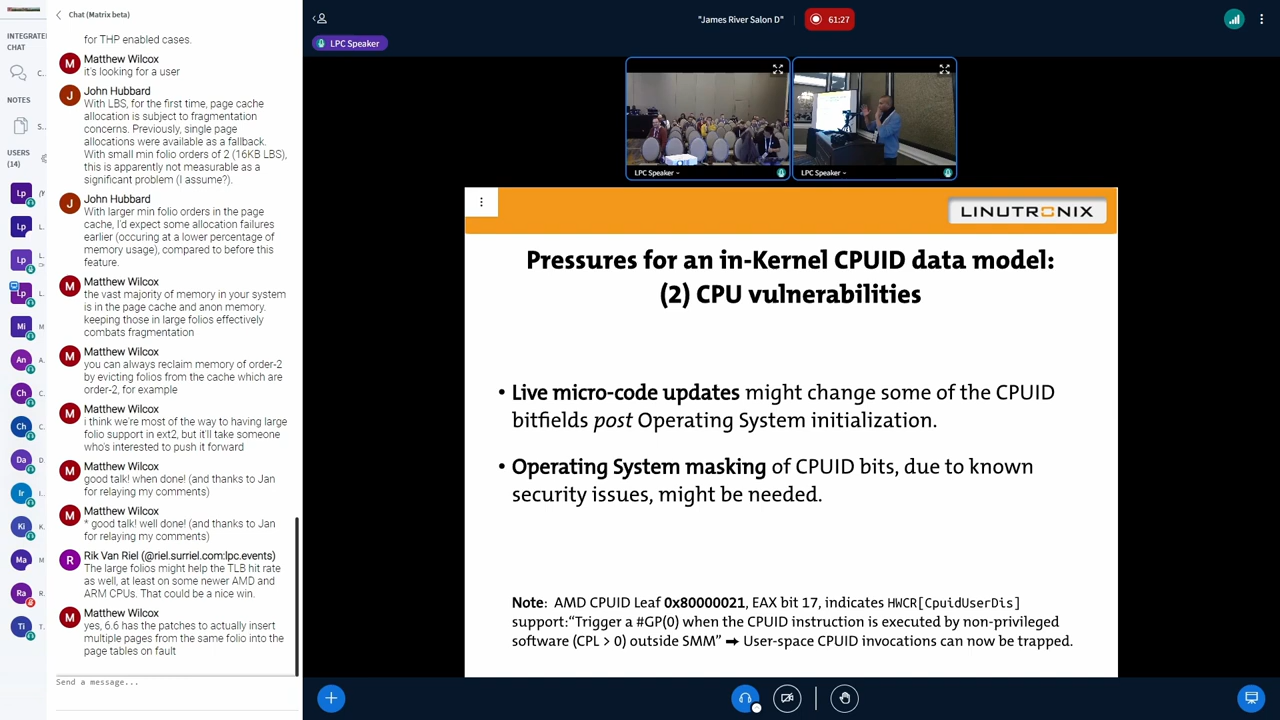 INTEGRATE
CHAT
C..
NOTES
S..
USERS
(14)
Lp
Lp
L..
Lp
L.
Lp
L..
Mi
M
An
A.
Ch
C.
Ch
C.
Da
D.
Ir
I..
Ki
K.
Ma
M.
Ra
R.
Ti
T.
Chat (Matrix beta)
for THP enabled cases.
M
Matthew Wilcox
it's looking for a user
J
John Hubbard
With LBS, for the first time, page cache
allocation is subject to fragmentation
concerns. Previously, single page
allocations were available as a fallback.
With small min folio orders of 2 (16KB LBS),
this is apparently not measurable as a
significant problem (I assume?).
J
John Hubbard
With larger min folio orders in the page
cache, I'd expect some allocation failures
earlier (occuring at a lower percentage of
memory usage), compared to before this
feature.
M
Matthew Wilcox
the vast majority of memory in your system
is in the page cache and anon memory.
keeping those in large folios effectively
combats fragmentation
M
Matthew Wilcox
you can always reclaim memory of order-2
by evicting folios from the cache which are
order-2, for example
M
Matthew Wilcox
i think we're most of the way to having large
folio support in ext2, but it'll take someone
who's interested to push it forward
M
Matthew Wilcox
good talk! when done! (and thanks to Jan
for relaying my comments)
M
Matthew Wilcox
* good talk! well done! (and thanks to Jan
for relaying my comments)
R
Rik Van Riel (@riel.surriel.com:lpc.events)
The large folios might help the TLB hit rate
as well, at least on some newer AMD and
ARM CPUs. That could be a nice win.
M
Matthew Wilcox
yes, 6.6 has the patches to actually insert
multiple pages from the same folio into the
page tables on fault
Send a message...
"James River Salon D"
61:27
LPC Speaker
LPC Speaker
LPC Speaker
LINUTRONIX
Pressures for an in-Kernel CPUID data model:
(2) CPU vulnerabilities
• Live micro-code updates might change some of the CPUID
bitfields post Operating System initialization.
• Operating System masking of CPUID bits, due to known
security issues, might be needed.
Note: AMD CPUID Leaf 0x80000021, EAX bit 17, indicates HWCR[CpuidUserDis]
support:“Trigger a #GP(0) when the CPUID instruction is executed by non-privileged
software (CPL > 0) outside SMM” ➡ User-space CPUID invocations can now be trapped.